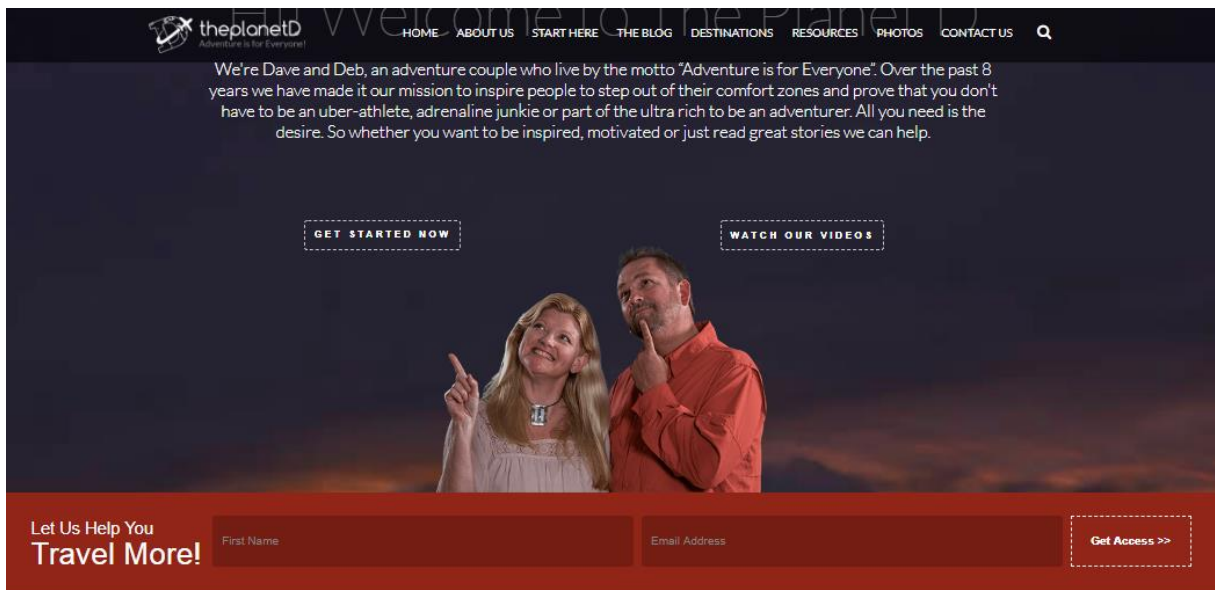 Hi! Welcome to The Planet D
theplanetD
Adventure is for Everyone!
HOME ABOUT US START HERE THE BLOG DESTINATIONS RESOURCES PHOTOS CONTACT US
We're Dave and Deb, an adventure couple who live by the motto “Adventure is for Everyone”. Over the past 8
years we have made it our mission to inspire people to step out of their comfort zones and prove that you don't
have to be an uber-athlete, adrenaline junkie or part of the ultra rich to be an adventurer. All you need is the
desire. So whether you want to be inspired, motivated or just read great stories we can help.
GET STARTED NOW
WATCH OUR VIDEOS
Let Us Help You
Travel More!
First Name
Email Address
Get Access >>